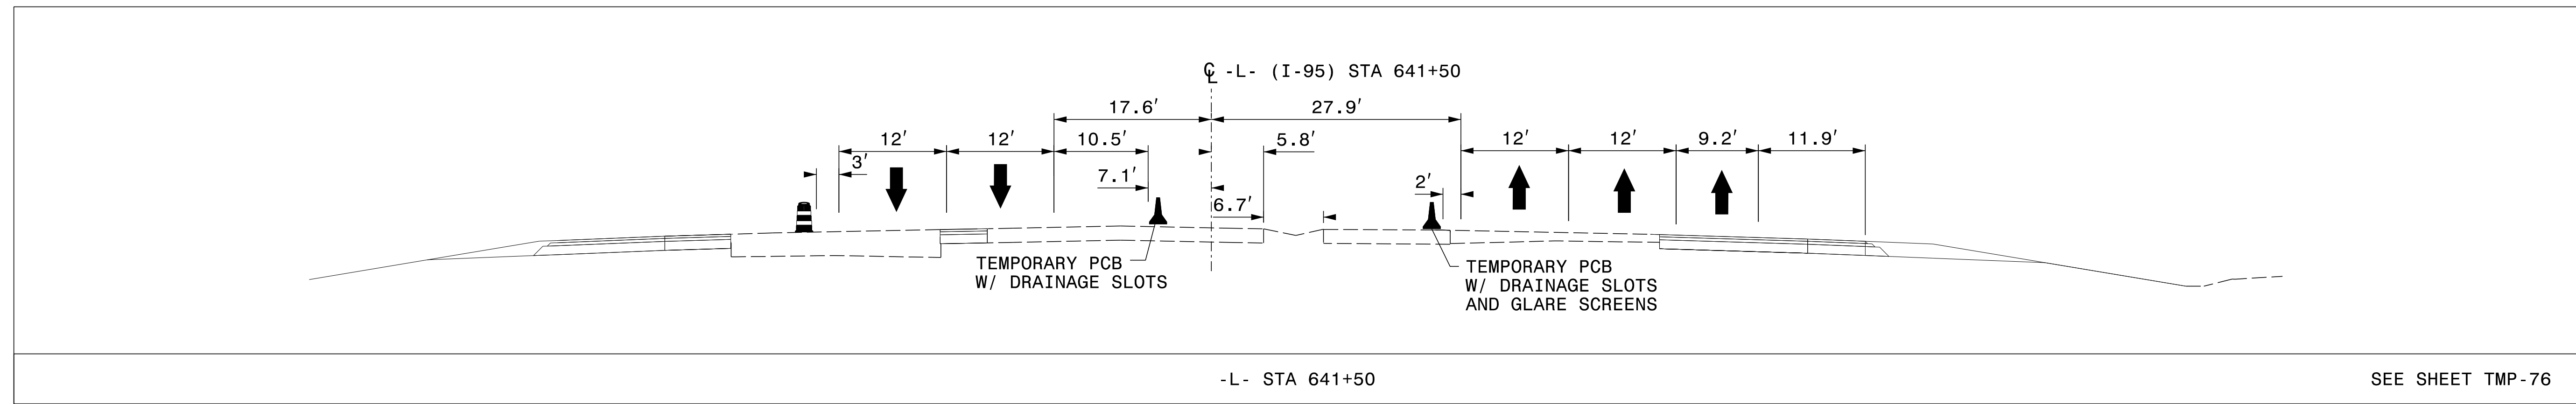 ℄ -L- (I-95) STA 641+50
17.6′ 27.9′
12′ 12′ 10.5′ 5.8′ 12′ 12′ 9.2′ 11.9′
3′
7.1′ 2′
6.7′
TEMPORARY PCB
W/ DRAINAGE SLOTS
TEMPORARY PCB
W/ DRAINAGE SLOTS
AND GLARE SCREENS
-L- STA 641+50
SEE SHEET TMP-76